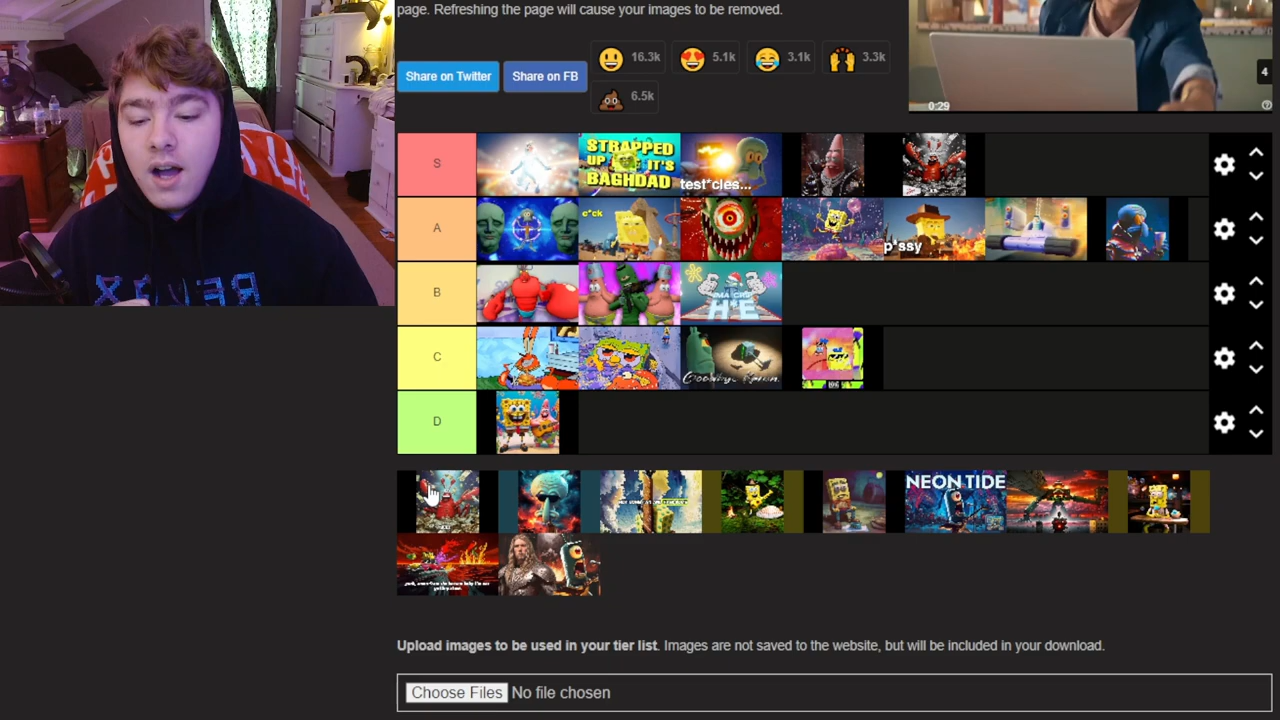 page. Refreshing the page will cause your images to be removed.
Share on Twitter
Share on FB
16.3k
5.1k
3.1k
3.3k
6.5k
4
0:29
S
STRAPPED
UP IT'S
BAGHDAD
test*cles...
A
c*ck
p*ssy
B
C
Goodbye
D
NEON TIDE
Upload images to be used in your tier list. Images are not saved to the website, but will be included in your download.
Choose Files No file chosen